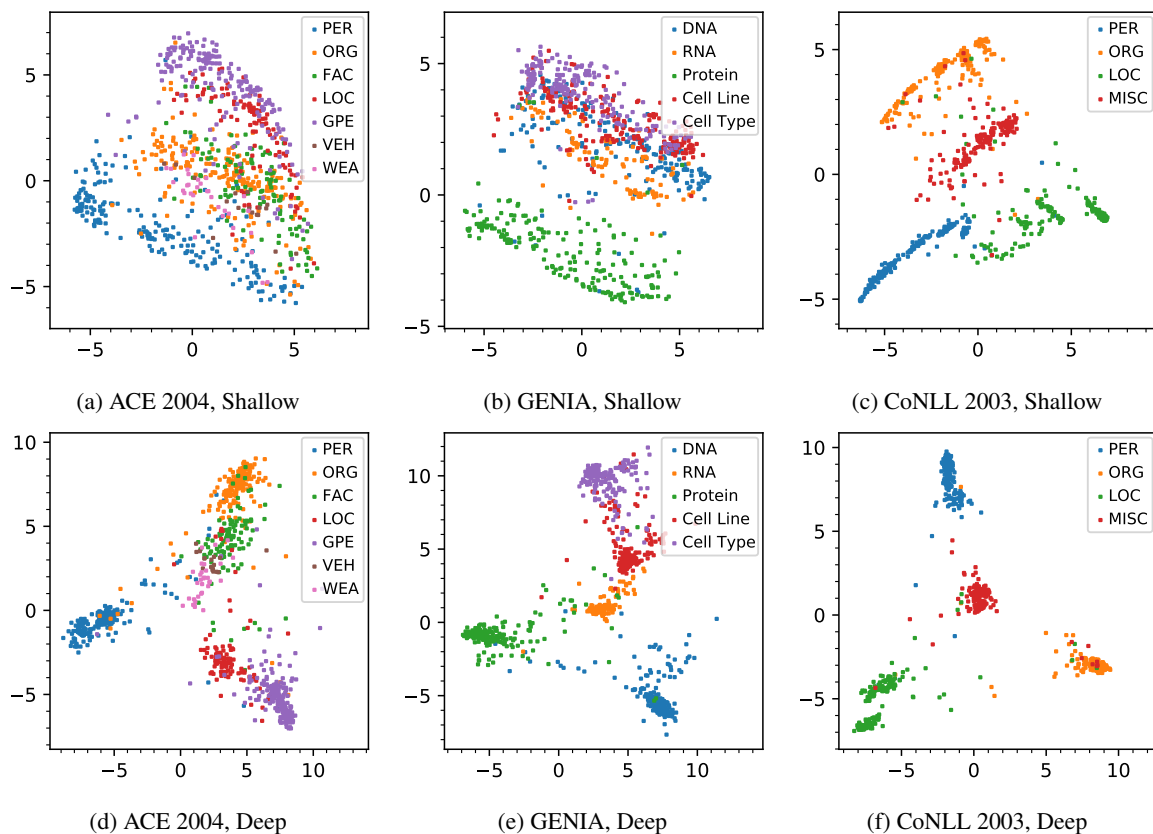 PER
ORG
FAC
LOC
GPE
VEH
WEA
5
0
−5
−5 0 5
(a) ACE 2004, Shallow
DNA
RNA
Protein
Cell Line
Cell Type
5
0
−5
−5 0 5
(b) GENIA, Shallow
PER
ORG
LOC
MISC
5
0
−5
−5 0 5
(c) CoNLL 2003, Shallow
PER
ORG
FAC
LOC
GPE
VEH
WEA
10
5
0
−5
−5 0 5 10
(d) ACE 2004, Deep
DNA
RNA
Protein
Cell Line
Cell Type
10
5
0
−5
−5 0 5 10
(e) GENIA, Deep
PER
ORG
LOC
MISC
10
5
0
−5
−5 0 5 10
(f) CoNLL 2003, Deep